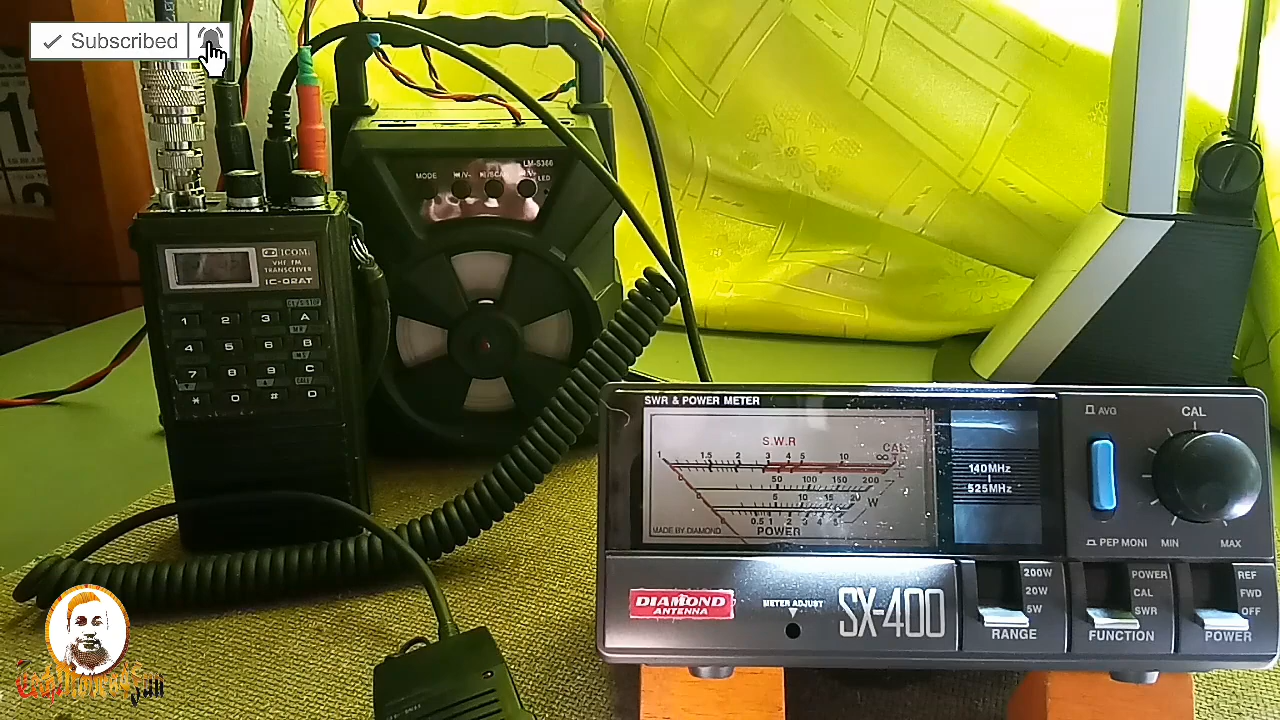 Subscribed
LM-S366
MODE
LED
ICOM
VHF FM
TRANSCEIVER
IC-02AT
1 2 3 A
4 5 6 B
7 8 9 C
* 0 # D
SWR & POWER METER
S.W.R
CAL
1 1.5 2 3 4 5 10 ∞
50 100 150 200
5 10 15 20
W
0.5 1 2 3 4 5
MADE BY DIAMOND
POWER
140MHz
525MHz
AVG
CAL
PEP MONI
MIN MAX
DIAMOND
ANTENNA
METER ADJUST
SX-400
200W
20W
5W
RANGE
POWER
CAL
SWR
FUNCTION
REF
FWD
OFF
POWER